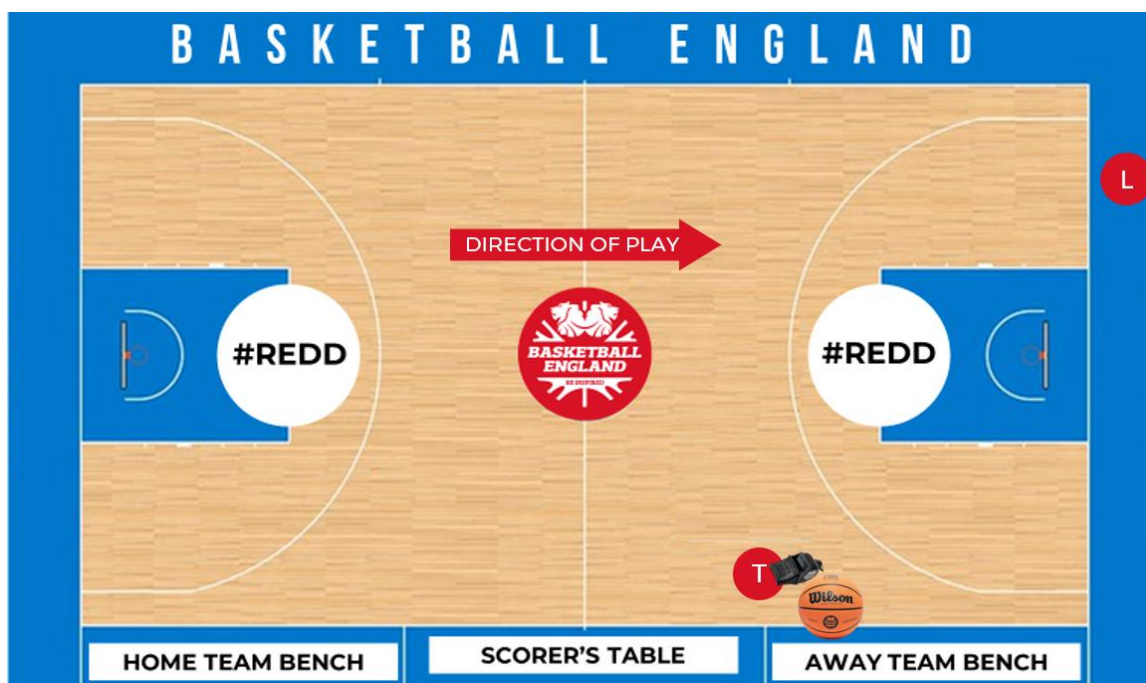 BASKETBALL ENGLAND
L
DIRECTION OF PLAY
#REDD
BASKETBALL
ENGLAND
#REDD
T
Wilson
HOME TEAM BENCH
SCORER'S TABLE
AWAY TEAM BENCH